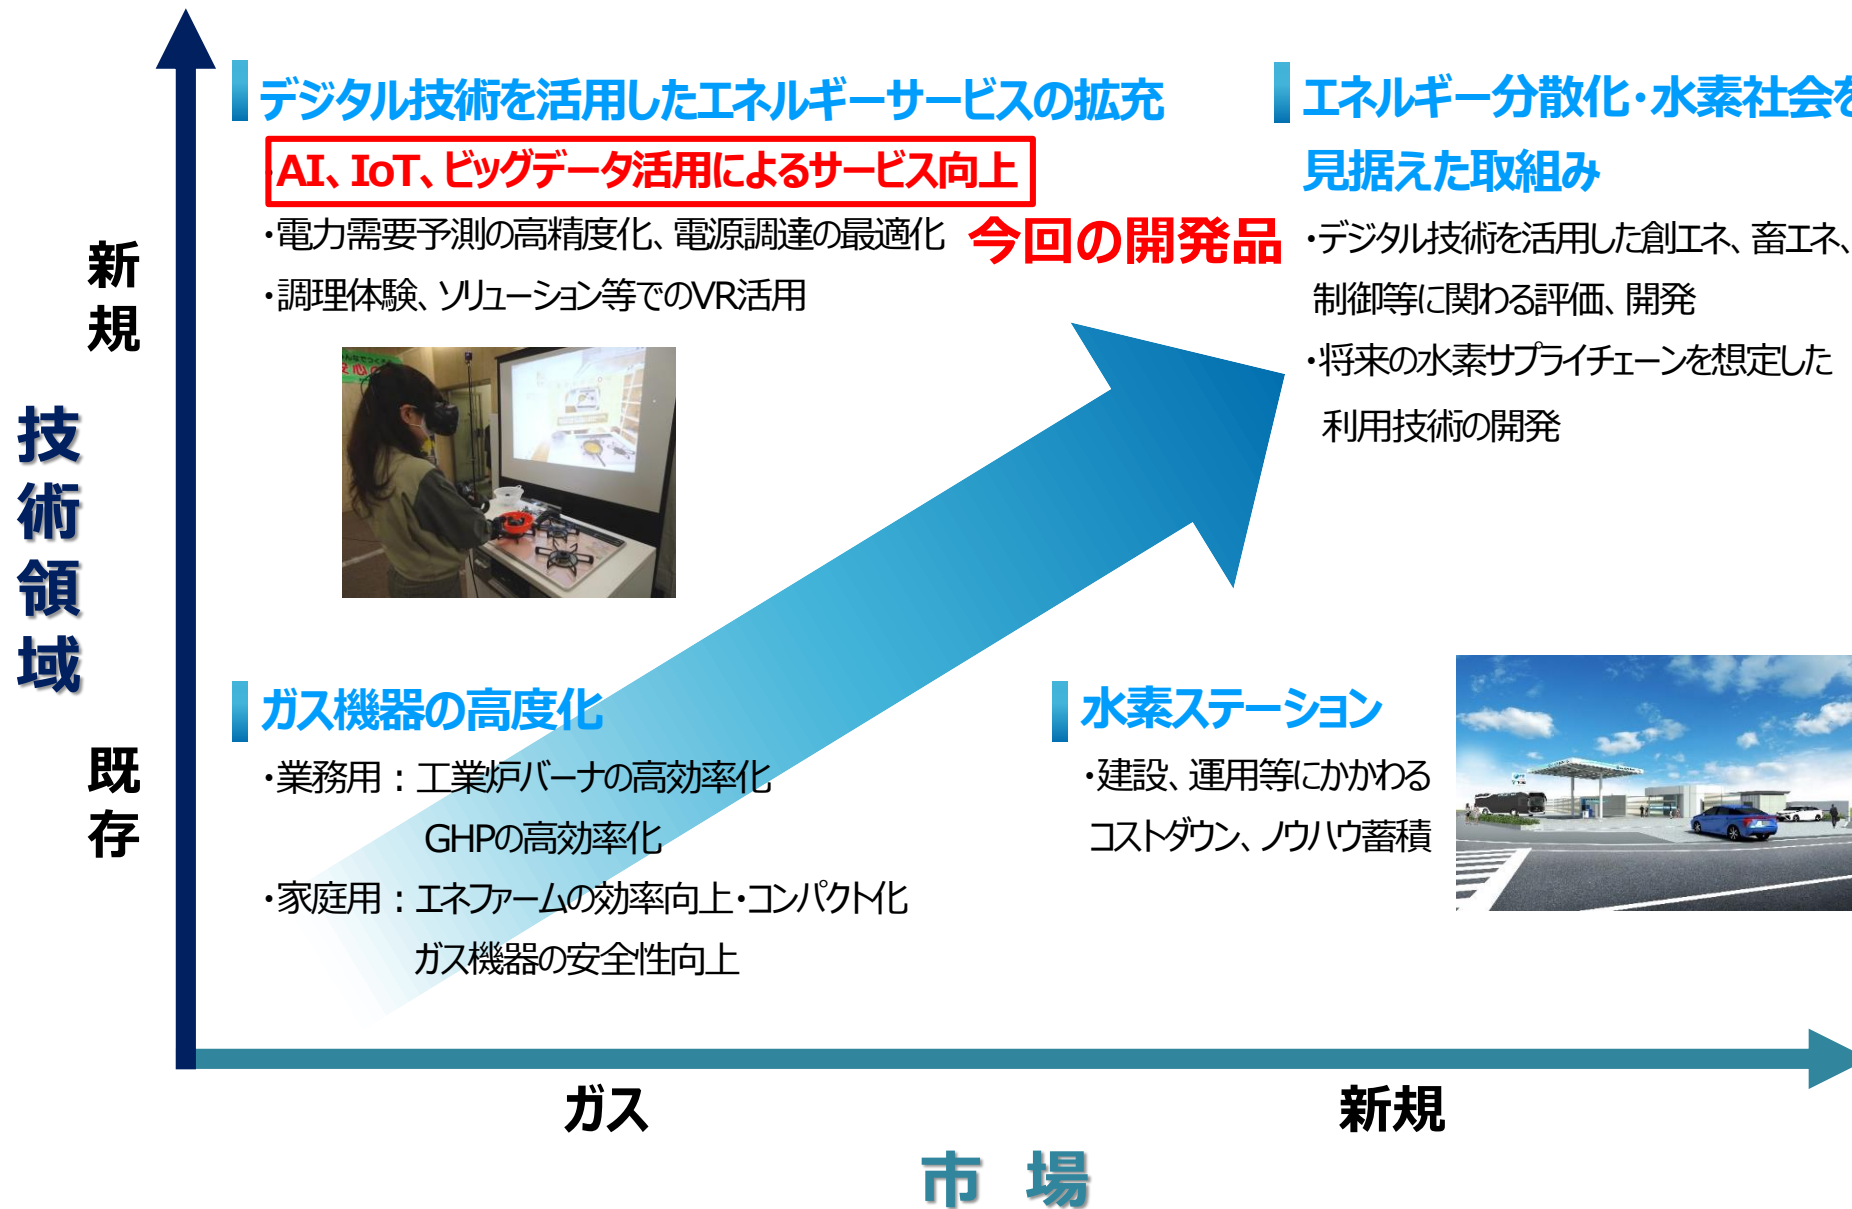 デジタル技術を活用したエネルギーサービスの拡充
・AI、IoT、ビッグデータ活用によるサービス向上
・電力需要予測の高精度化、電源調達の最適化
・調理体験、ソリューション等でのVR活用
今回の開発品
エネルギー分散化・水素社会を
見据えた取組み
・デジタル技術を活用した創エネ、畜エネ、
制御等に関わる評価、開発
・将来の水素サプライチェーンを想定した
利用技術の開発
新規
技術領域
既存
ガス機器の高度化
・業務用：工業炉バーナの高効率化
GHPの高効率化
・家庭用：エネファームの効率向上・コンパクト化
ガス機器の安全性向上
水素ステーション
・建設、運用等にかかわる
コストダウン、ノウハウ蓄積
ガス
新規
市 場